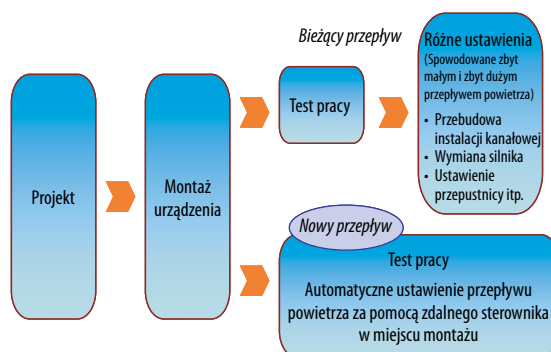 Projekt
Montaż
urządzenia
Bieżący przepływ
Test pracy
Różne ustawienia
(Spowodowane zbyt
małym i zbyt dużym
przepływem powietrza)
• Przebudowa
instalacji kanałowej
• Wymiana silnika
• Ustawienie
przepustnicy itp.
Nowy przepływ
Test pracy
Automatyczne ustawienie przepływu
powietrza za pomocą zdalnego sterownika
w miejscu montażu